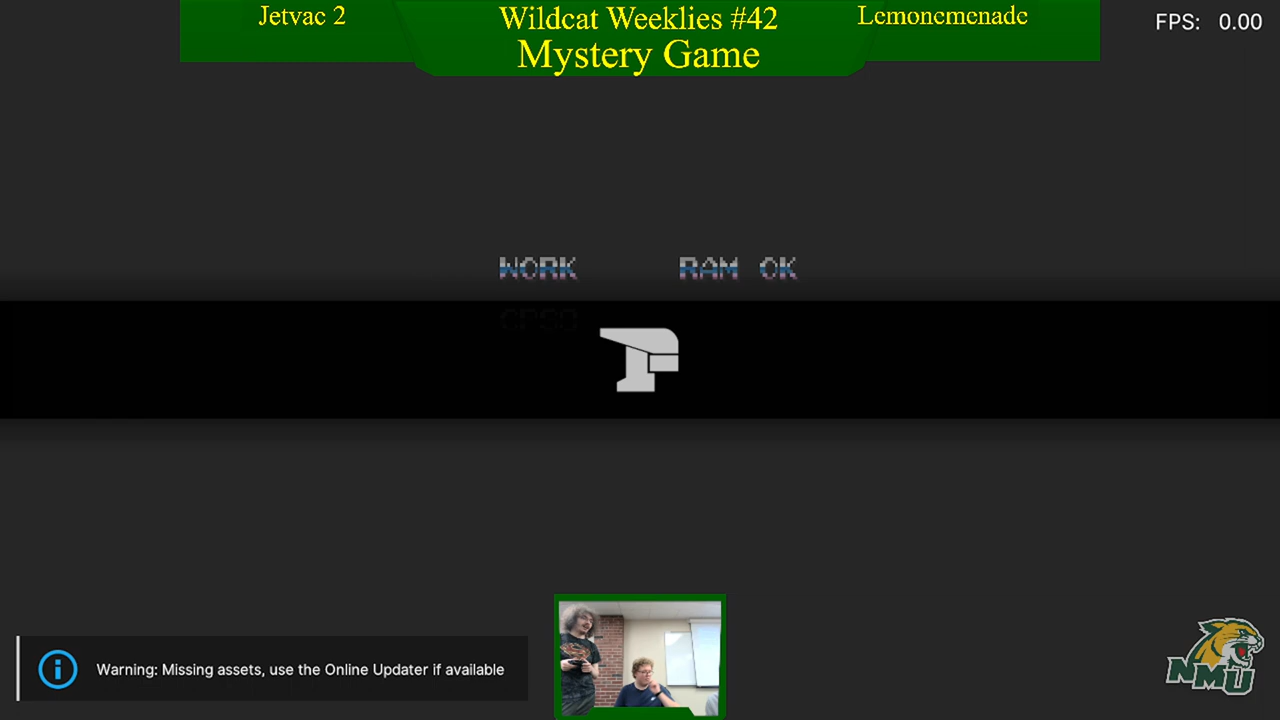 Jetvac 2
Wildcat Weeklies #42
Lemonemenade
FPS: 0.00
Mystery Game
WORK RAM OK
Warning: Missing assets, use the Online Updater if available
NMU